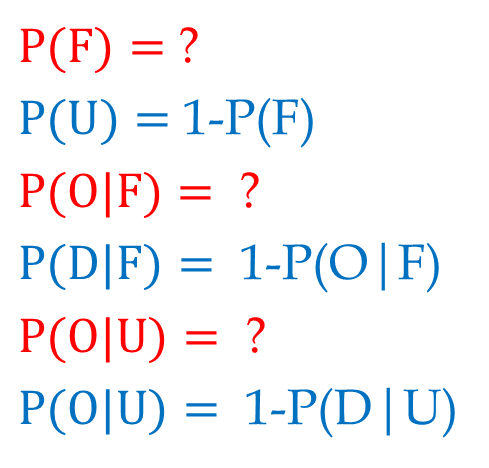 P(F) = ?
P(U) = 1-P(F)
P(O|F) = ?
P(D|F) = 1-P(O|F)
P(O|U) = ?
P(O|U) = 1-P(D|U)